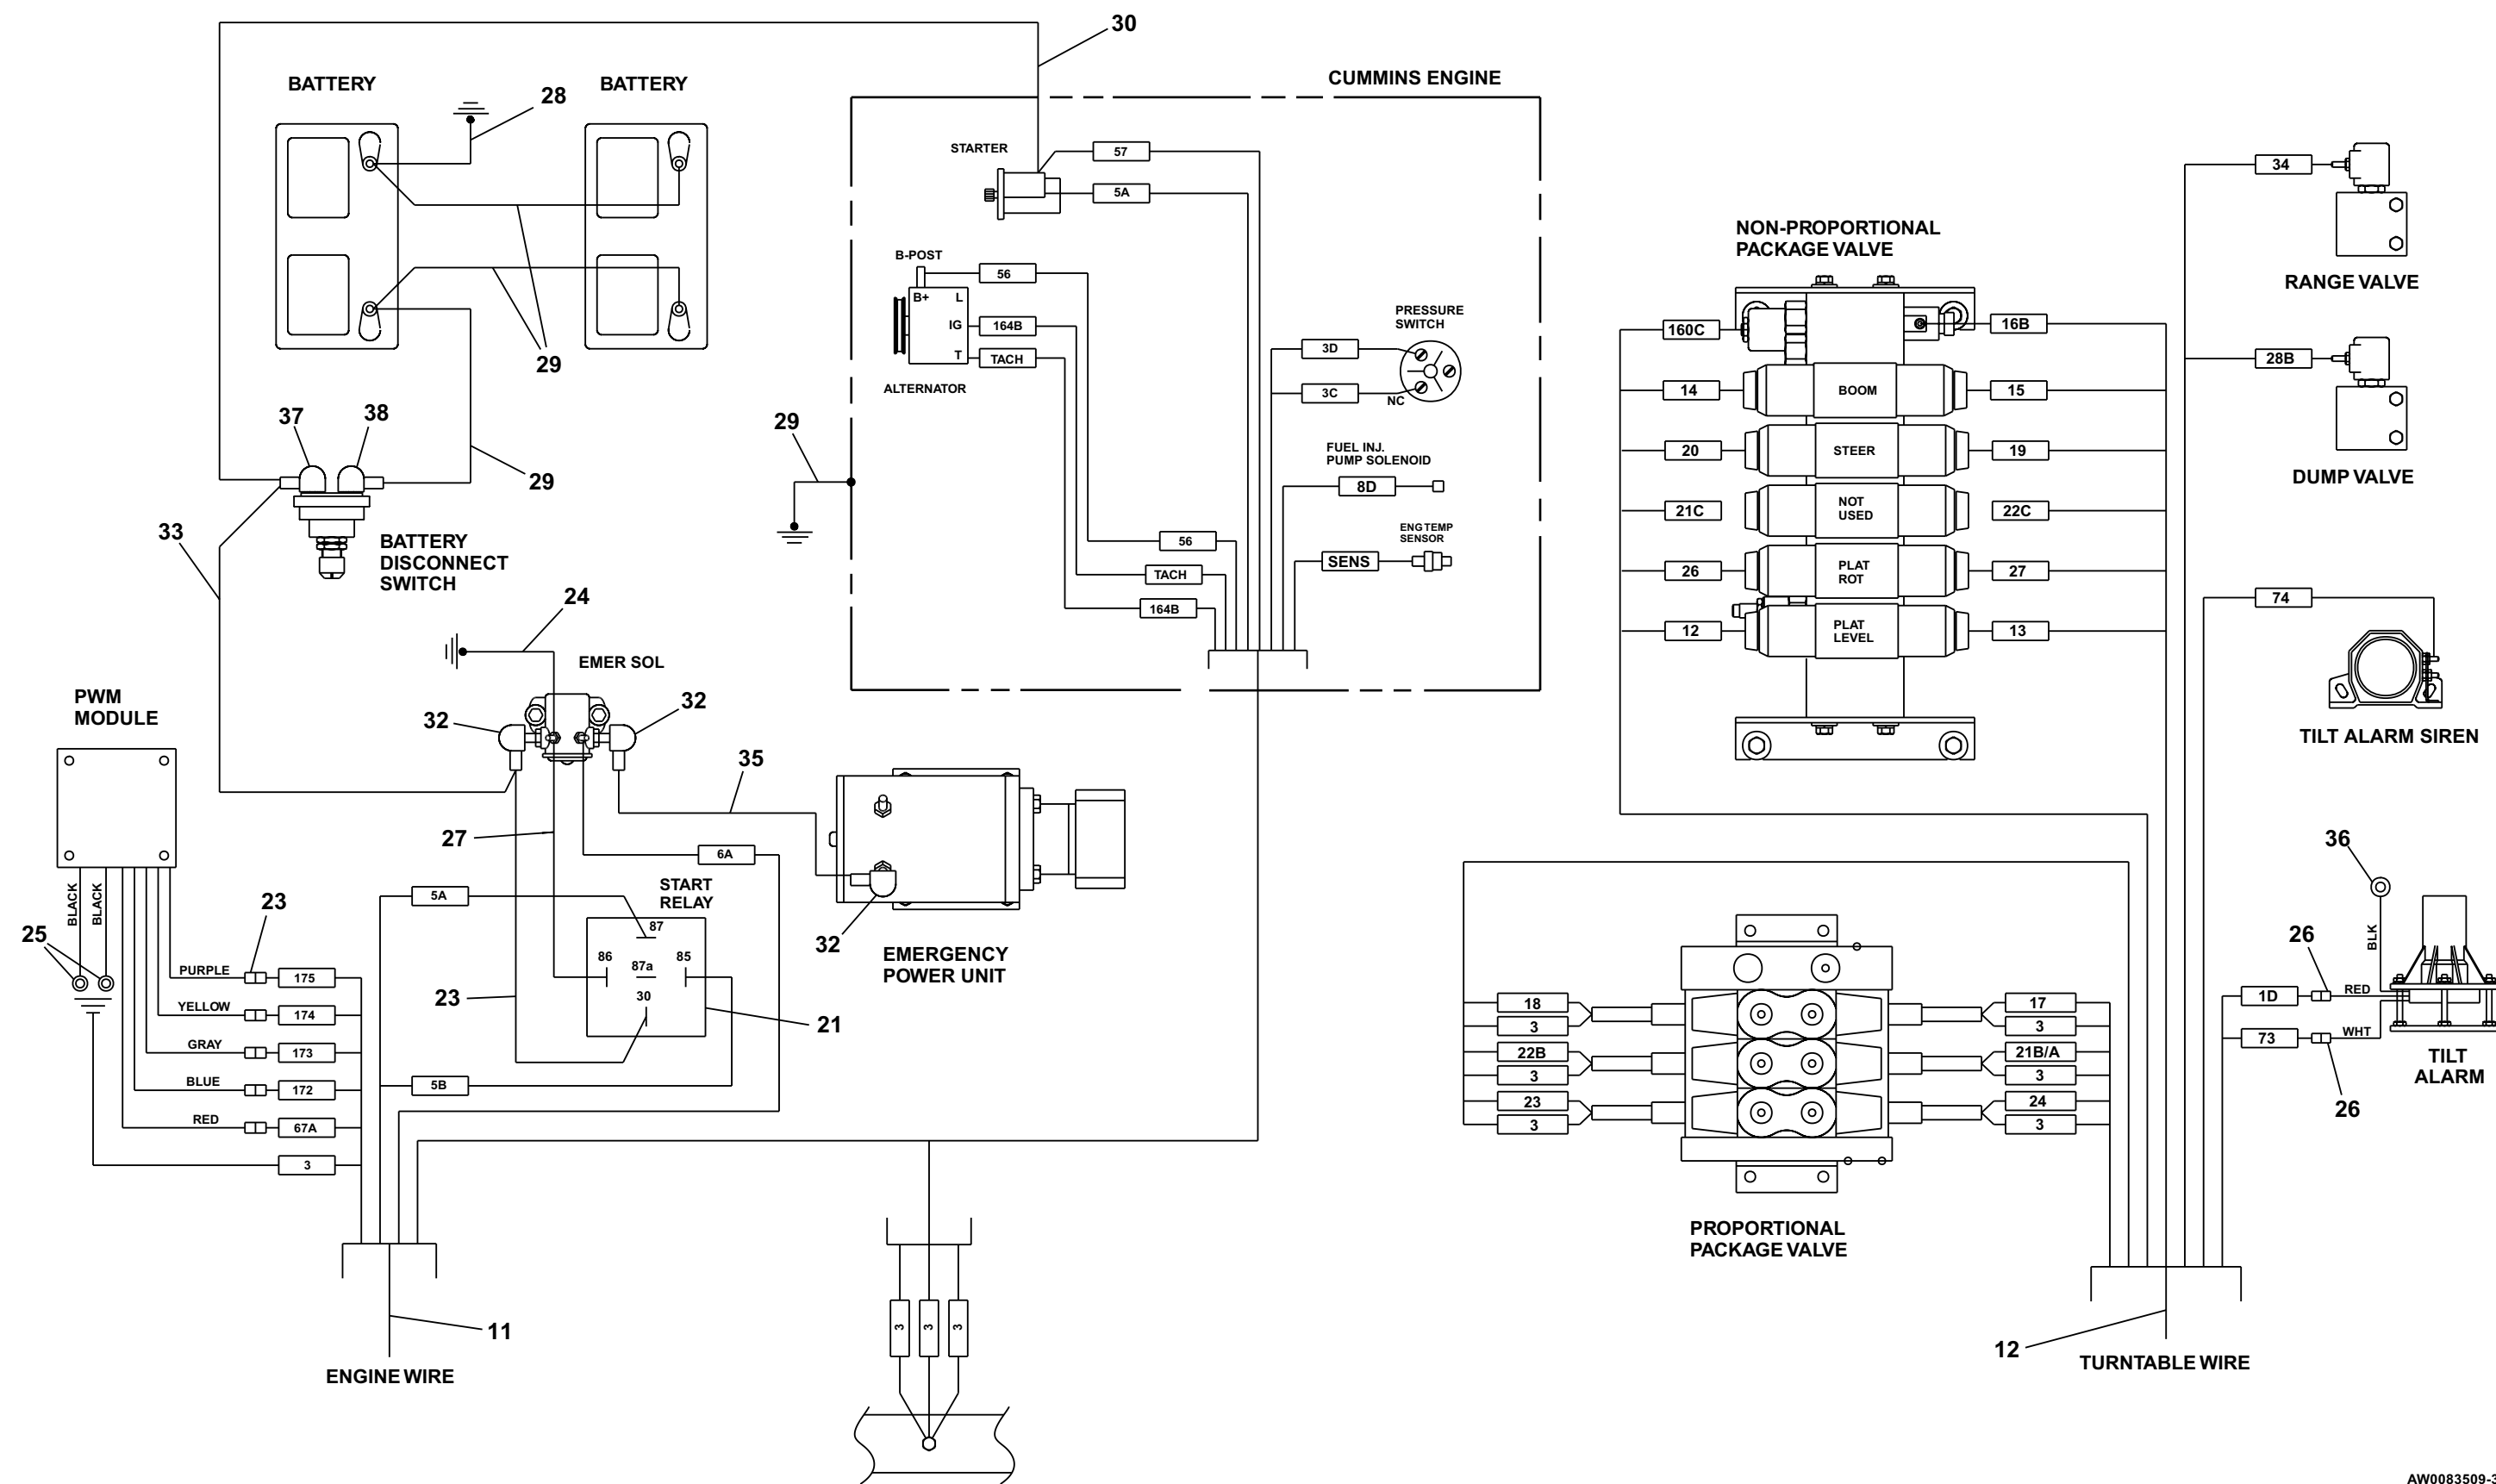 30
CUMMINS ENGINE
BATTERY
BATTERY
28
29
37
38
29
33
BATTERY
DISCONNECT
SWITCH
STARTER
57
5A
B-POST
56
B+
L
IG
164B
T
TACH
ALTERNATOR
PRESSURE
SWITCH
3D
3C
NC
29
FUEL INJ.
PUMP SOLENOID
8D
ENG TEMP
SENSOR
SENS
56
TACH
164B
24
EMER SOL
32
32
35
27
6A
PWM
MODULE
BLACK
BLACK
25
23
PURPLE
175
YELLOW
174
GRAY
173
BLUE
172
RED
67A
3
5A
START
RELAY
87
86
87a
85
30
23
21
5B
32
EMERGENCY
POWER UNIT
11
ENGINE WIRE
3
3
3
NON-PROPORTIONAL
PACKAGE VALVE
160C
16B
14
BOOM
15
20
STEER
19
21C
NOT
USED
22C
26
PLAT
ROT
27
12
PLAT
LEVEL
13
34
RANGE VALVE
28B
DUMP VALVE
74
TILT ALARM SIREN
36
BLK
26
1D
RED
73
WHT
26
TILT
ALARM
18
3
22B
3
23
3
17
3
21B/A
3
24
3
PROPORTIONAL
PACKAGE VALVE
12
TURNTABLE WIRE